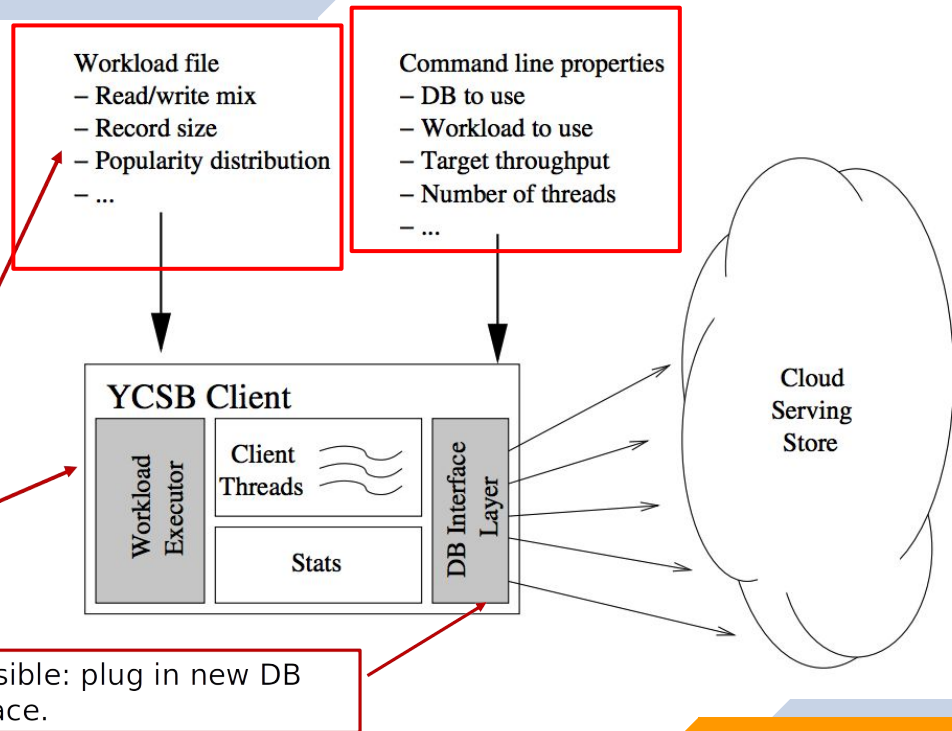 Workload file
– Read/write mix
– Record size
– Popularity distribution
– ...
Command line properties
– DB to use
– Workload to use
– Target throughput
– Number of threads
– ...
YCSB Client
Workload
Executor
Client
Threads
Stats
DB Interface
Layer
Cloud
Serving
Store
sible: plug in new DB
ace.